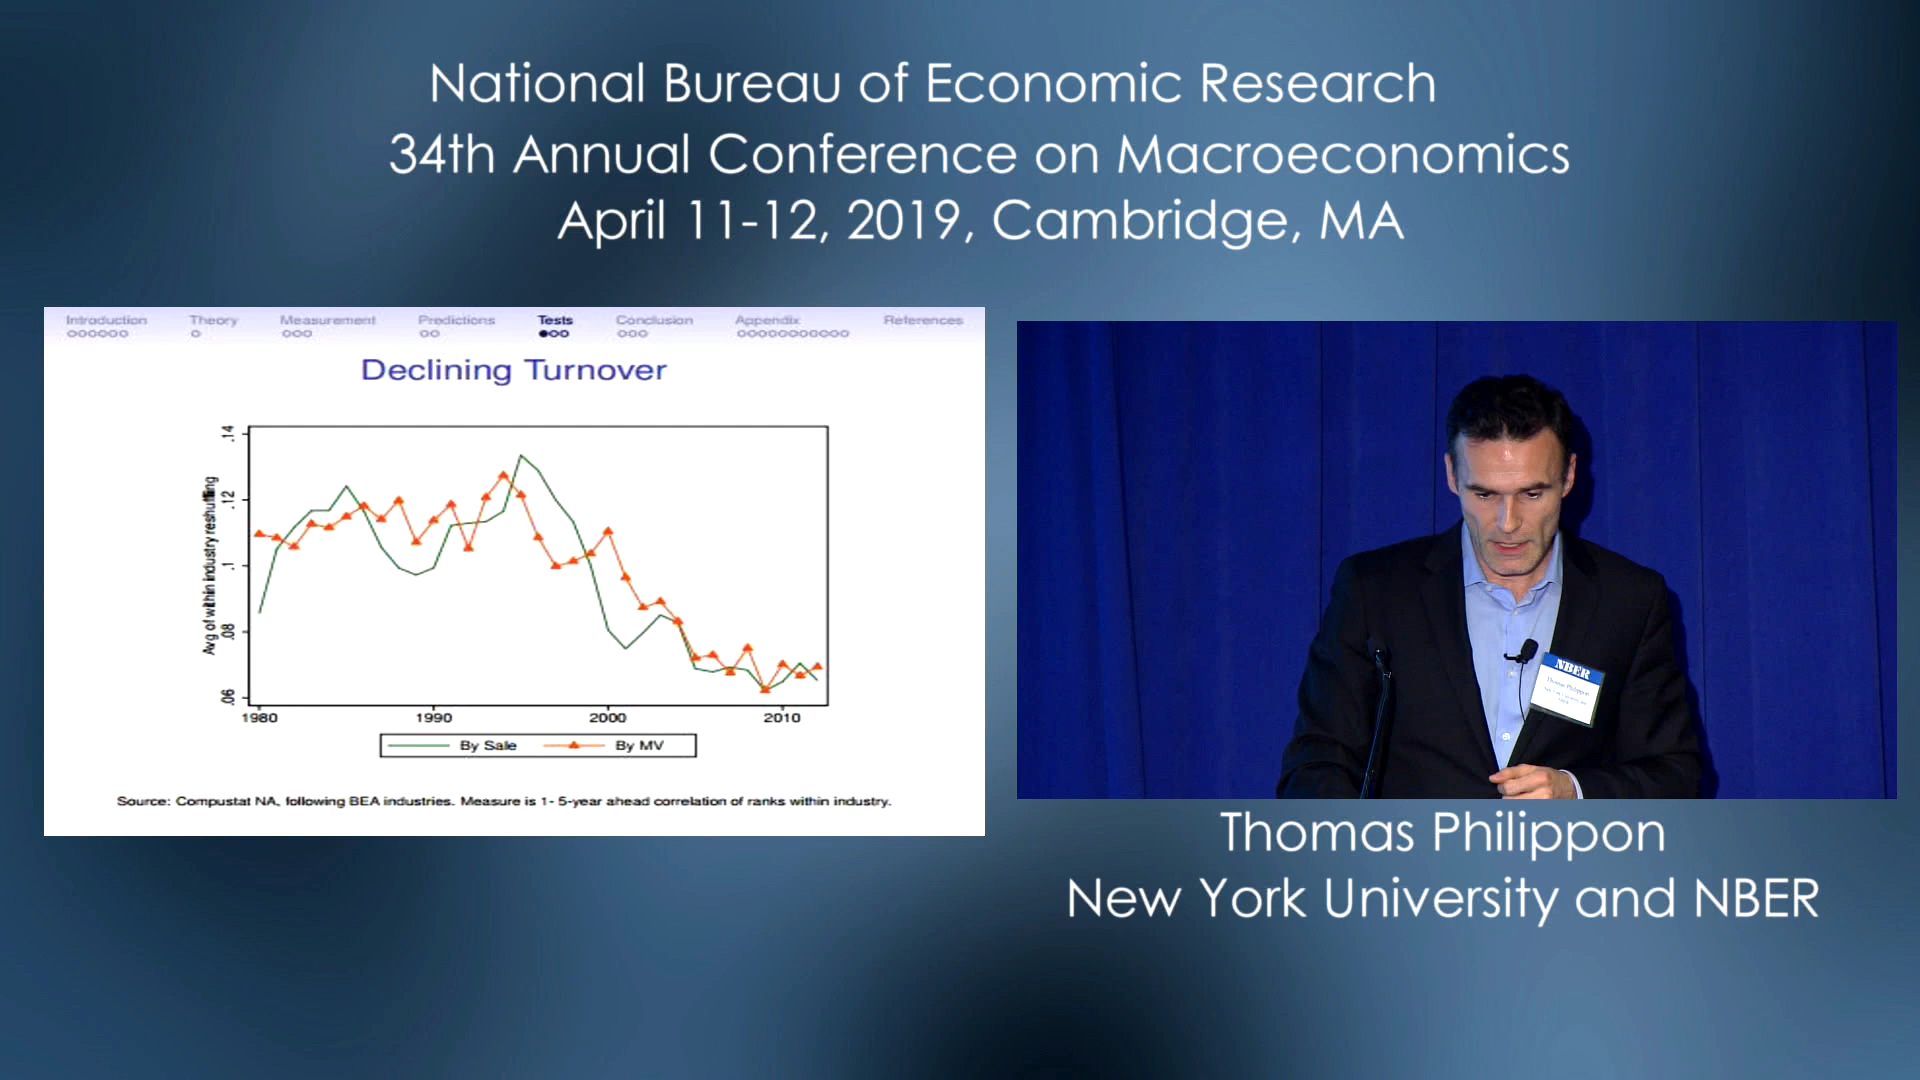 National Bureau of Economic Research
34th Annual Conference on Macroeconomics
April 11-12, 2019, Cambridge, MA
Introduction Theory Measurement Predictions Tests Conclusion Appendix References
Declining Turnover
Avg of within industry reshuffling
.14
.12
.1
.08
.06
1980 1990 2000 2010
By Sale By MV
Source: Compustat NA, following BEA industries. Measure is 1- 5-year ahead correlation of ranks within industry.
NBER
Thomas Philippon
Thomas Philippon
New York University and NBER